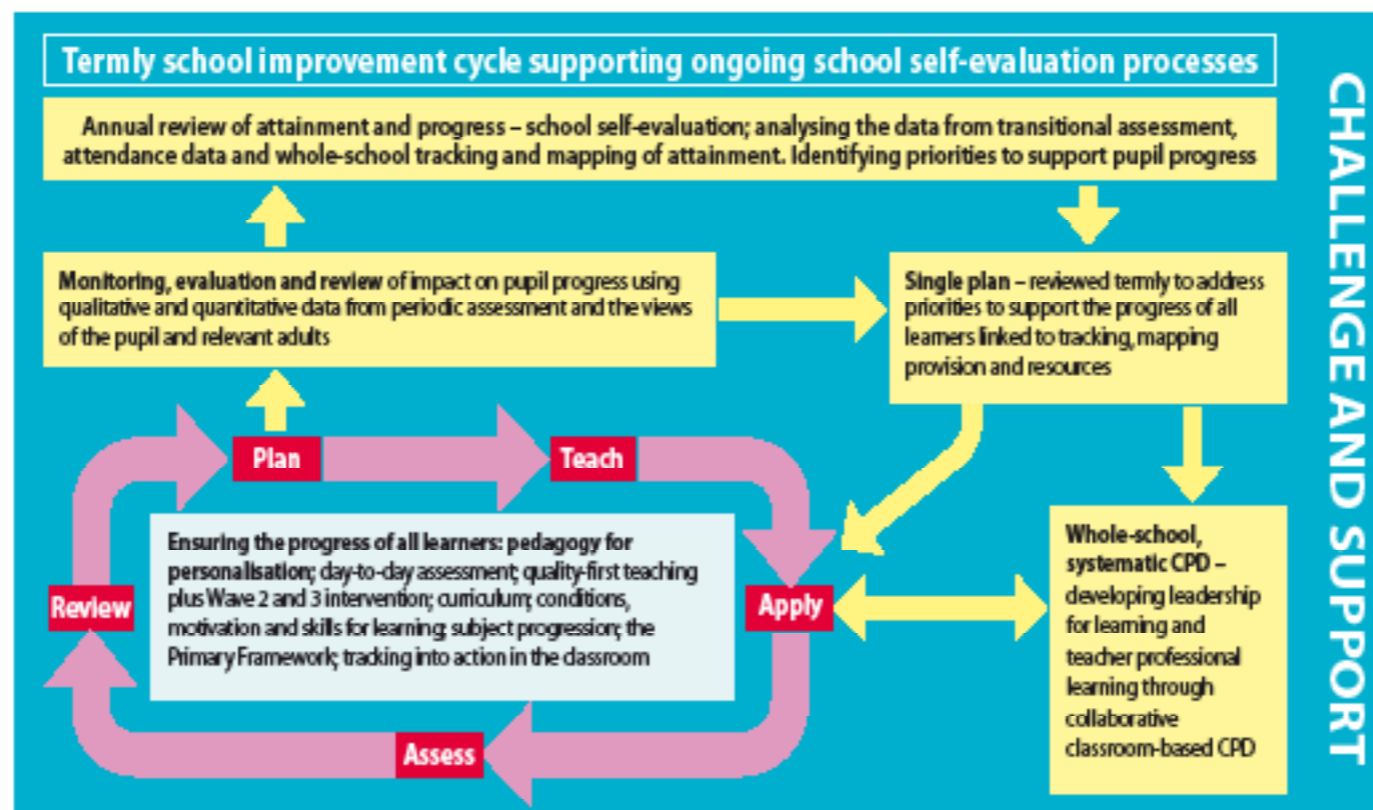 Termly school improvement cycle supporting ongoing school self-evaluation processes
Annual review of attainment and progress – school self-evaluation; analysing the data from transitional assessment,
attendance data and whole-school tracking and mapping of attainment. Identifying priorities to support pupil progress
Monitoring, evaluation and review of impact on pupil progress using
qualitative and quantitative data from periodic assessment and the views
of the pupil and relevant adults
Single plan – reviewed termly to address
priorities to support the progress of all
learners linked to tracking, mapping
provision and resources
Plan
Teach
Ensuring the progress of all learners: pedagogy for
personalisation; day-to-day assessment; quality-first teaching
plus Wave 2 and 3 intervention; curriculum; conditions,
motivation and skills for learning; subject progression; the
Primary Framework; tracking into action in the classroom
Review
Apply
Assess
Whole-school,
systematic CPD –
developing leadership
for learning and
teacher professional
learning through
collaborative
classroom-based CPD
CHALLENGE AND SUPPORT